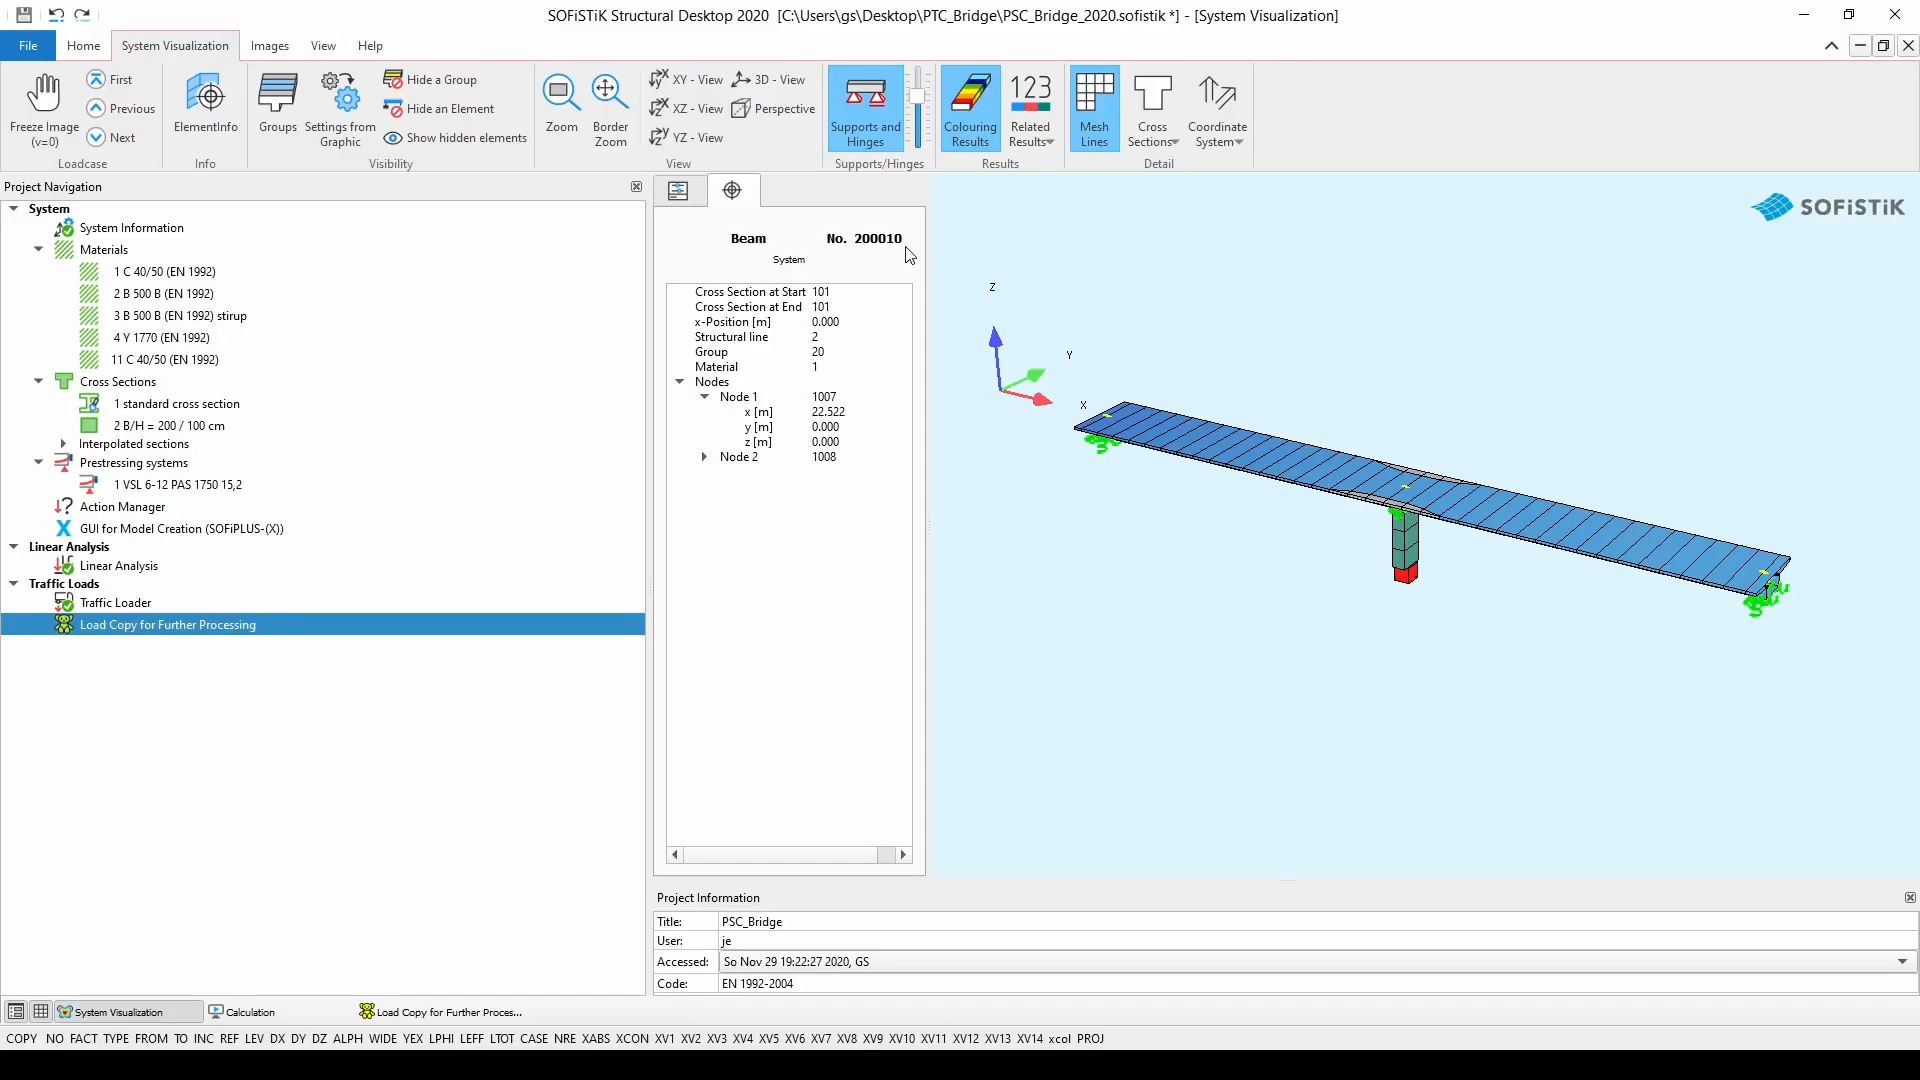 SOFiSTiK Structural Desktop 2020 [C:\Users\gs\Desktop\PTC_Bridge\PSC_Bridge_2020.sofistik *] - [System Visualization]
File Home System Visualization Images View Help
Freeze Image (v=0)
First
Previous
Next
Loadcase
ElementInfo
Info
Groups
Settings from Graphic
Hide a Group
Hide an Element
Show hidden elements
Visibility
Zoom
Border Zoom
XY - View
XZ - View
YZ - View
3D - View
Perspective
View
Supports and Hinges
Supports/Hinges
Colouring Results
Related Results
123
Results
Mesh Lines
Cross Sections
Coordinate System
Detail
Project Navigation
System
System Information
Materials
1 C 40/50 (EN 1992)
2 B 500 B (EN 1992)
3 B 500 B (EN 1992) stirup
4 Y 1770 (EN 1992)
11 C 40/50 (EN 1992)
Cross Sections
1 standard cross section
2 B/H = 200 / 100 cm
Interpolated sections
Prestressing systems
1 VSL 6-12 PAS 1750 15,2
Action Manager
GUI for Model Creation (SOFiPLUS-(X))
Linear Analysis
Linear Analysis
Traffic Loads
Traffic Loader
Load Copy for Further Processing
Beam No. 200010
System
Cross Section at Start 101
Cross Section at End 101
x-Position [m] 0.000
Structural line 2
Group 20
Material 1
Nodes
Node 1 1007
x [m] 22.522
y [m] 0.000
z [m] 0.000
Node 2 1008
SOFiSTiK
Z
Y
X
Project Information
Title: PSC_Bridge
User: je
Accessed: So Nov 29 19:22:27 2020, GS
Code: EN 1992-2004
System Visualization
Calculation
Load Copy for Further Proces...
COPY NO FACT TYPE FROM TO INC REF LEV DX DY DZ ALPH WIDE YEX LPHI LEFF LTOT CASE NRE XABS XCON XV1 XV2 XV3 XV4 XV5 XV6 XV7 XV8 XV9 XV10 XV11 XV12 XV13 XV14 xcol PROJ